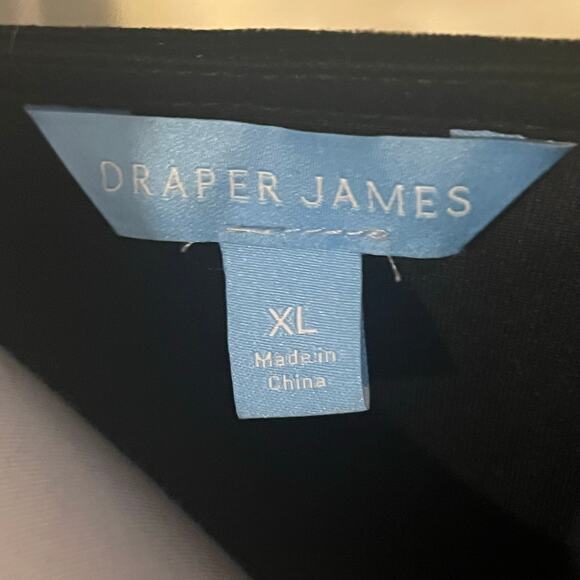 DRAPER JAMES
XL
Made in
China